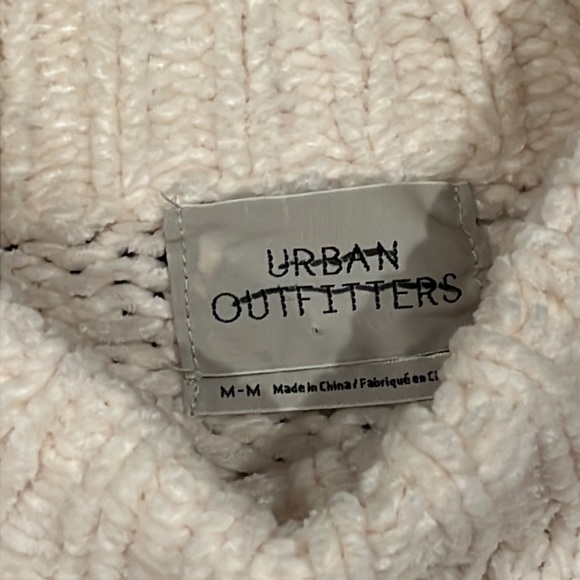 URBAN
OUTFITTERS
M-M Made in China / Fabriqué en